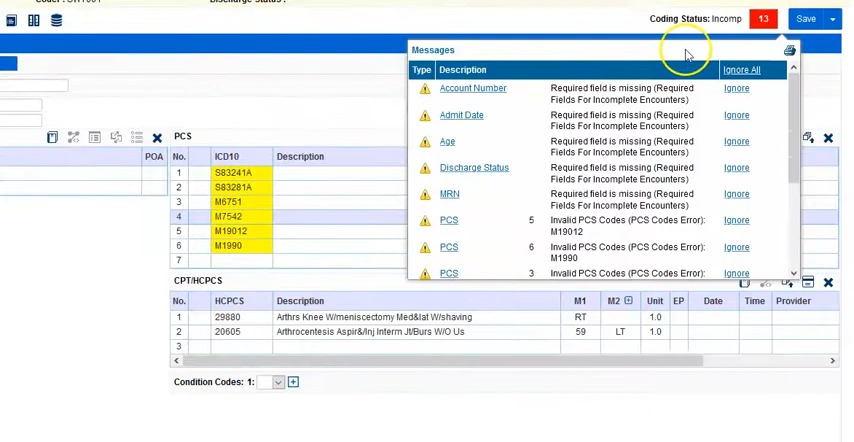 Coding Status: Incomp 13 Save
Messages
Type Description Ignore All
Account Number Required field is missing (Required Fields For Incomplete Encounters) Ignore
Admit Date Required field is missing (Required Fields For Incomplete Encounters) Ignore
Age Required field is missing (Required Fields For Incomplete Encounters) Ignore
Discharge Status Required field is missing (Required Fields For Incomplete Encounters) Ignore
MRN Required field is missing (Required Fields For Incomplete Encounters) Ignore
PCS 5 Invalid PCS Codes (PCS Codes Error): M19012 Ignore
PCS 6 Invalid PCS Codes (PCS Codes Error): M1990 Ignore
PCS 3 Invalid PCS Codes (PCS Codes Error): Ignore
PCS
POA No. ICD10 Description
1 S83241A
2 S83281A
3 M6751
4 M7542
5 M19012
6 M1990
7
CPT/HCPCS
No. HCPCS Description M1 M2 Unit EP Date Time Provider
1 29880 Arthrs Knee W/meniscectomy Med&lat W/shaving RT 1.0
2 20605 Arthrocentesis Aspir&Inj Interm Jt/Burs W/O Us 59 LT 1.0
3
Condition Codes: 1: